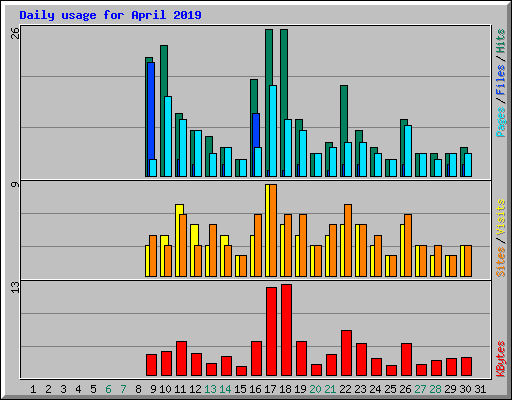 Daily usage for April 2019
26
Pages / Files / Hits
9
Sites / Visits
13
KBytes
1 2 3 4 5 6 7 8 9 10 11 12 13 14 15 16 17 18 19 20 21 22 23 24 25 26 27 28 29 30 31